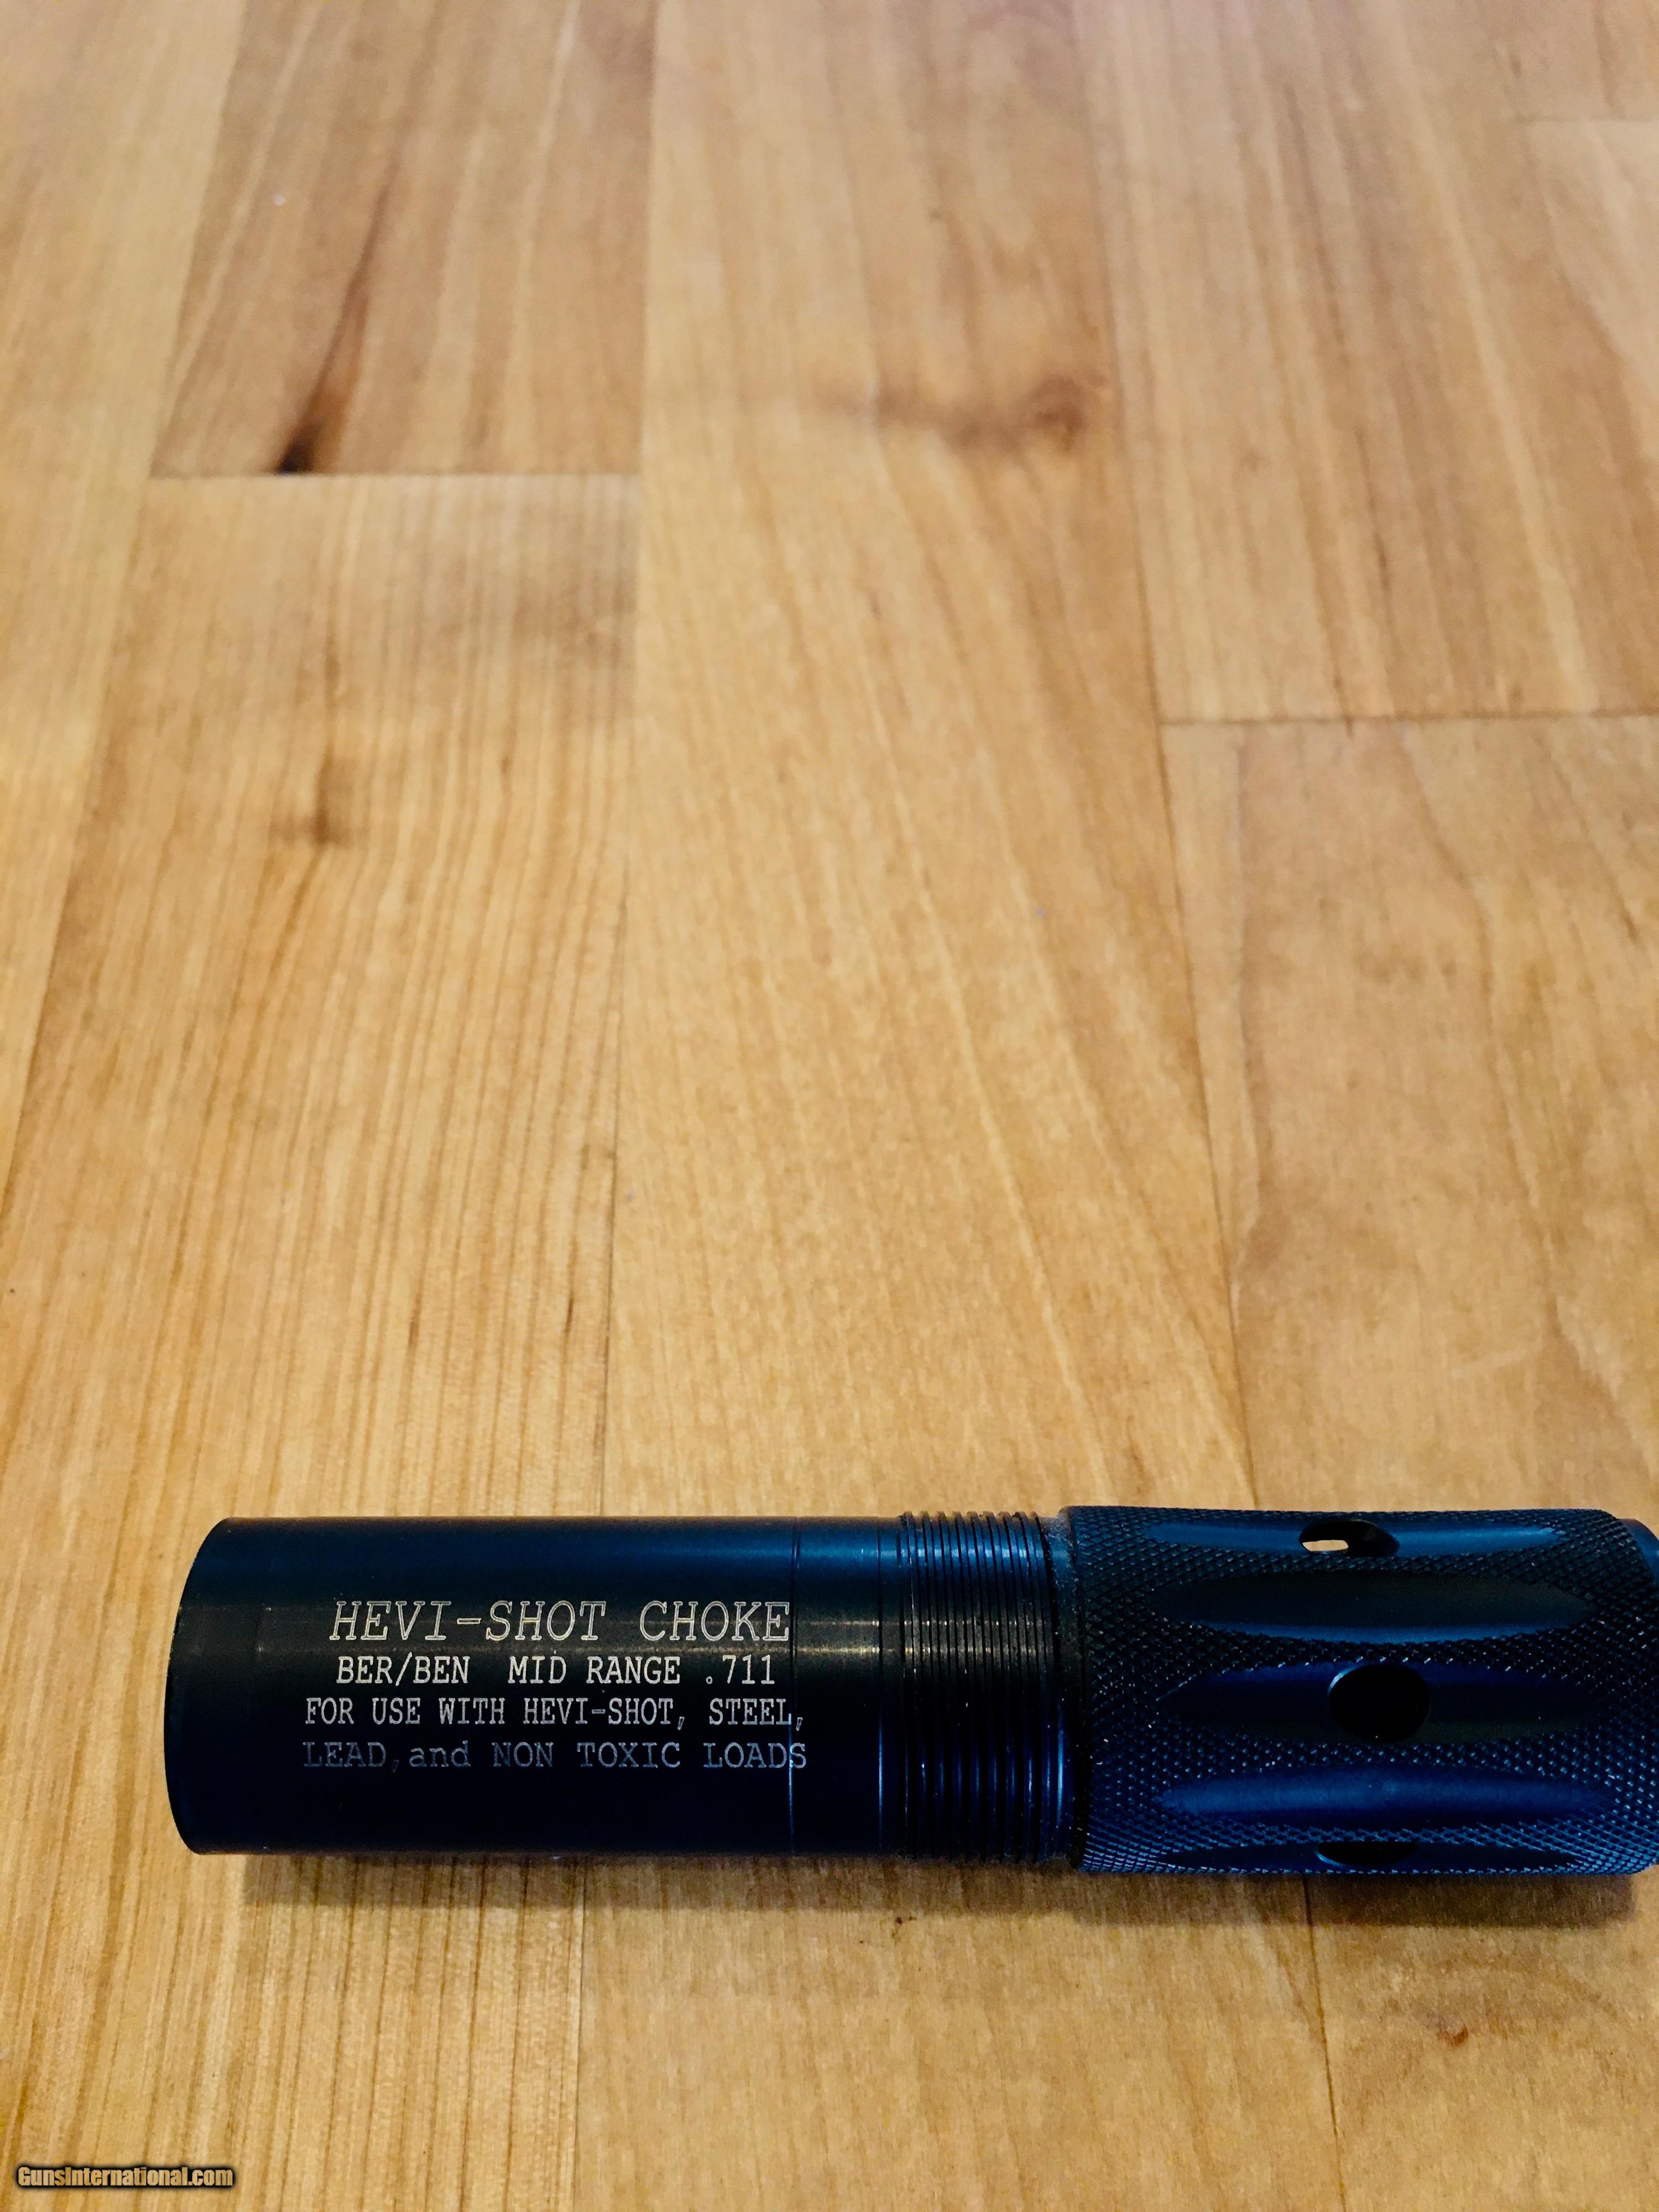 HEVI-SHOT CHOKE
BER/BEN MID RANGE .711
FOR USE WITH HEVI-SHOT, STEEL,
LEAD, and NON TOXIC LOADS
GunsInternational.com